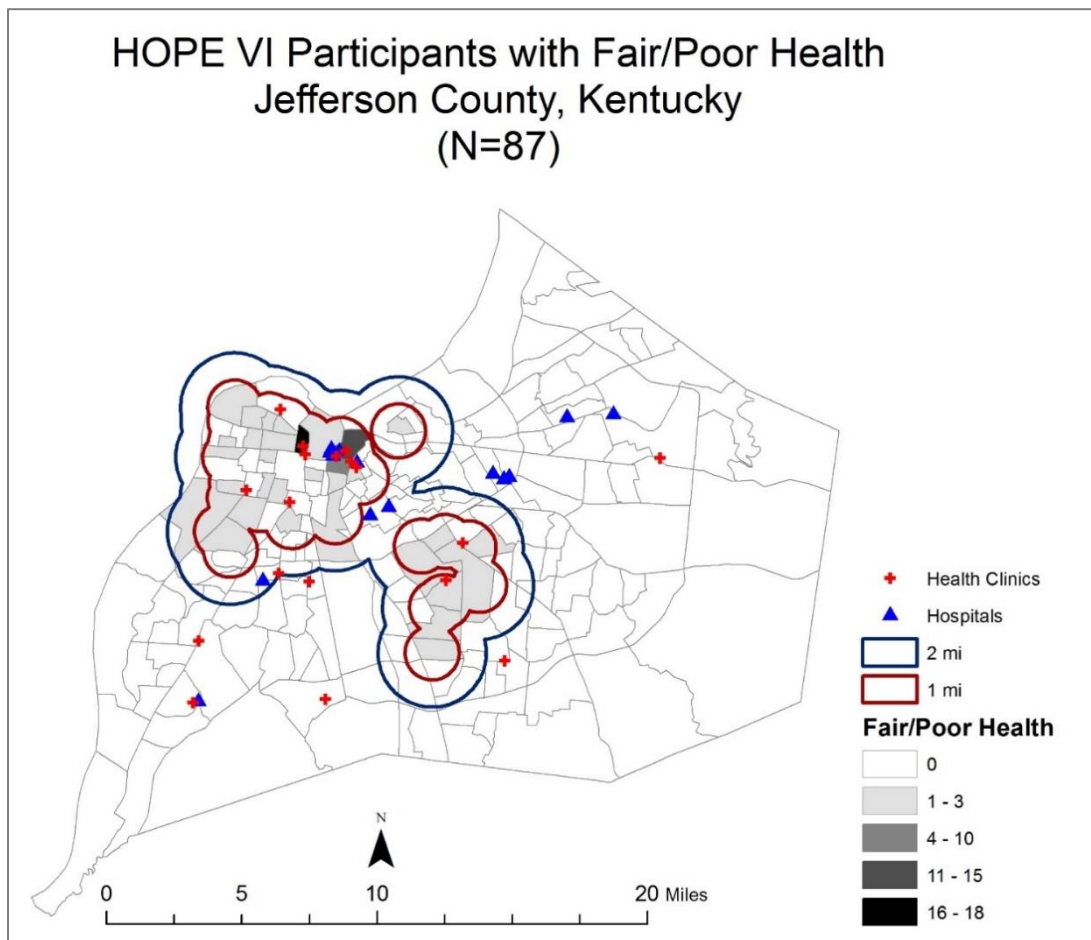 HOPE VI Participants with Fair/Poor Health
Jefferson County, Kentucky
(N=87)
Health Clinics
Hospitals
2 mi
1 mi
Fair/Poor Health
0
1 - 3
4 - 10
11 - 15
16 - 18
N
0 5 10 20 Miles